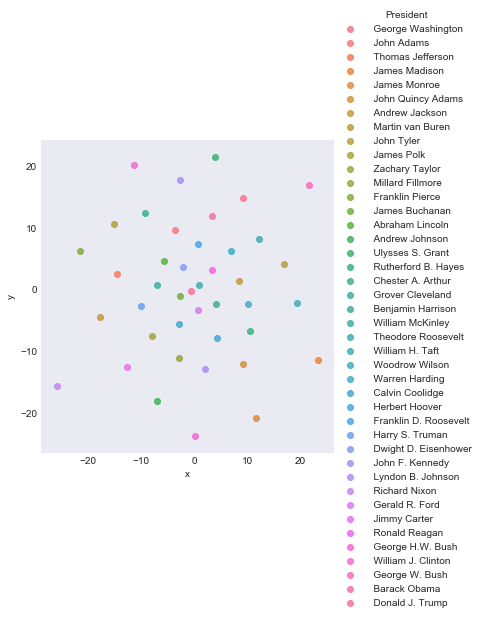 President
George Washington
John Adams
Thomas Jefferson
James Madison
James Monroe
John Quincy Adams
Andrew Jackson
Martin van Buren
John Tyler
James Polk
Zachary Taylor
Millard Fillmore
Franklin Pierce
James Buchanan
Abraham Lincoln
Andrew Johnson
Ulysses S. Grant
Rutherford B. Hayes
Chester A. Arthur
Grover Cleveland
Benjamin Harrison
William McKinley
Theodore Roosevelt
William H. Taft
Woodrow Wilson
Warren Harding
Calvin Coolidge
Herbert Hoover
Franklin D. Roosevelt
Harry S. Truman
Dwight D. Eisenhower
John F. Kennedy
Lyndon B. Johnson
Richard Nixon
Gerald R. Ford
Jimmy Carter
Ronald Reagan
George H.W. Bush
William J. Clinton
George W. Bush
Barack Obama
Donald J. Trump
20
10
0
−10
−20
y
−20 −10 0 10 20
x